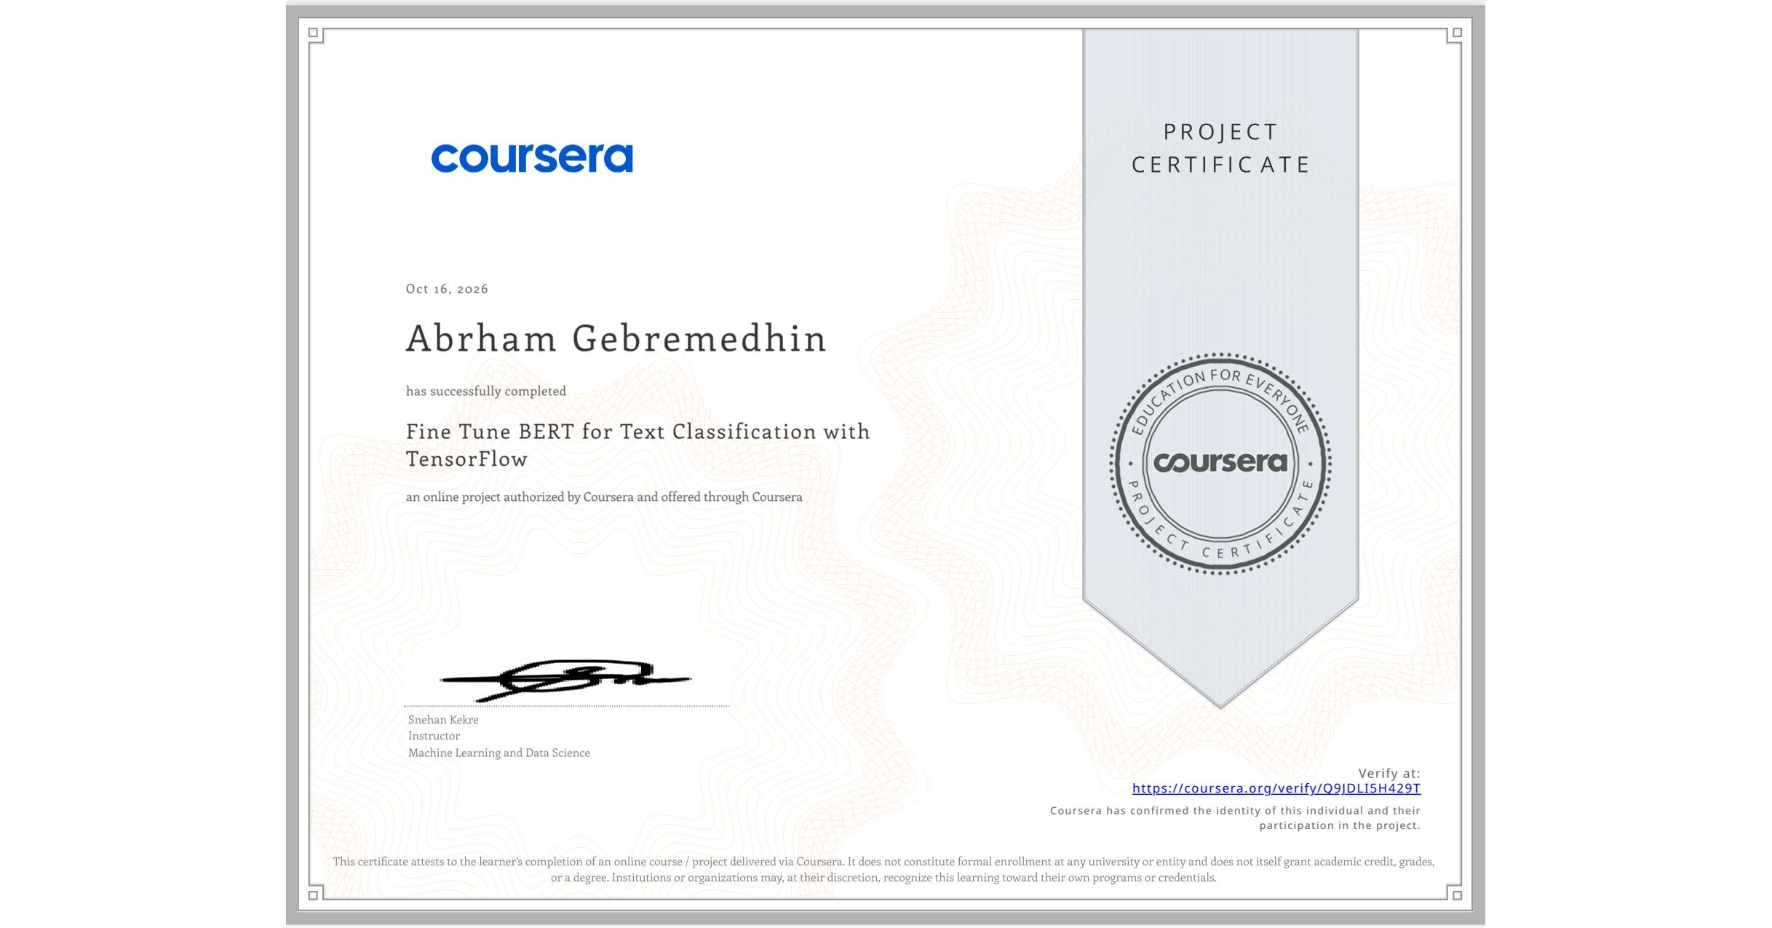 coursera
PROJECT
CERTIFICATE
Oct 16, 2026
Abrham Gebremedhin
has successfully completed
Fine Tune BERT for Text Classification with
TensorFlow
an online project authorized by Coursera and offered through Coursera
EDUCATION FOR EVERYONE
coursera
PROJECT CERTIFICATE
Snehan Kekre
Instructor
Machine Learning and Data Science
Verify at:
https://coursera.org/verify/Q9JDLI5H429T
Coursera has confirmed the identity of this individual and their
participation in the project.
This certificate attests to the learner's completion of an online course / project delivered via Coursera. It does not constitute formal enrollment at any university or entity and does not itself grant academic credit, grades,
or a degree. Institutions or organizations may, at their discretion, recognize this learning toward their own programs or credentials.